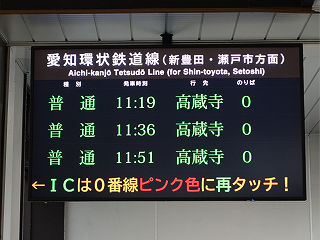 愛知環状鉄道線(新豊田・瀬戸市方面)
Aichi-kanjō Tetsudō Line (for Shin-toyota, Setoshi)
種別 発車時刻 行先 のりば
普通 11:19 高蔵寺 0
普通 11:36 高蔵寺 0
普通 11:51 高蔵寺 0
←ICは0番線ピンク色に再タッチ!